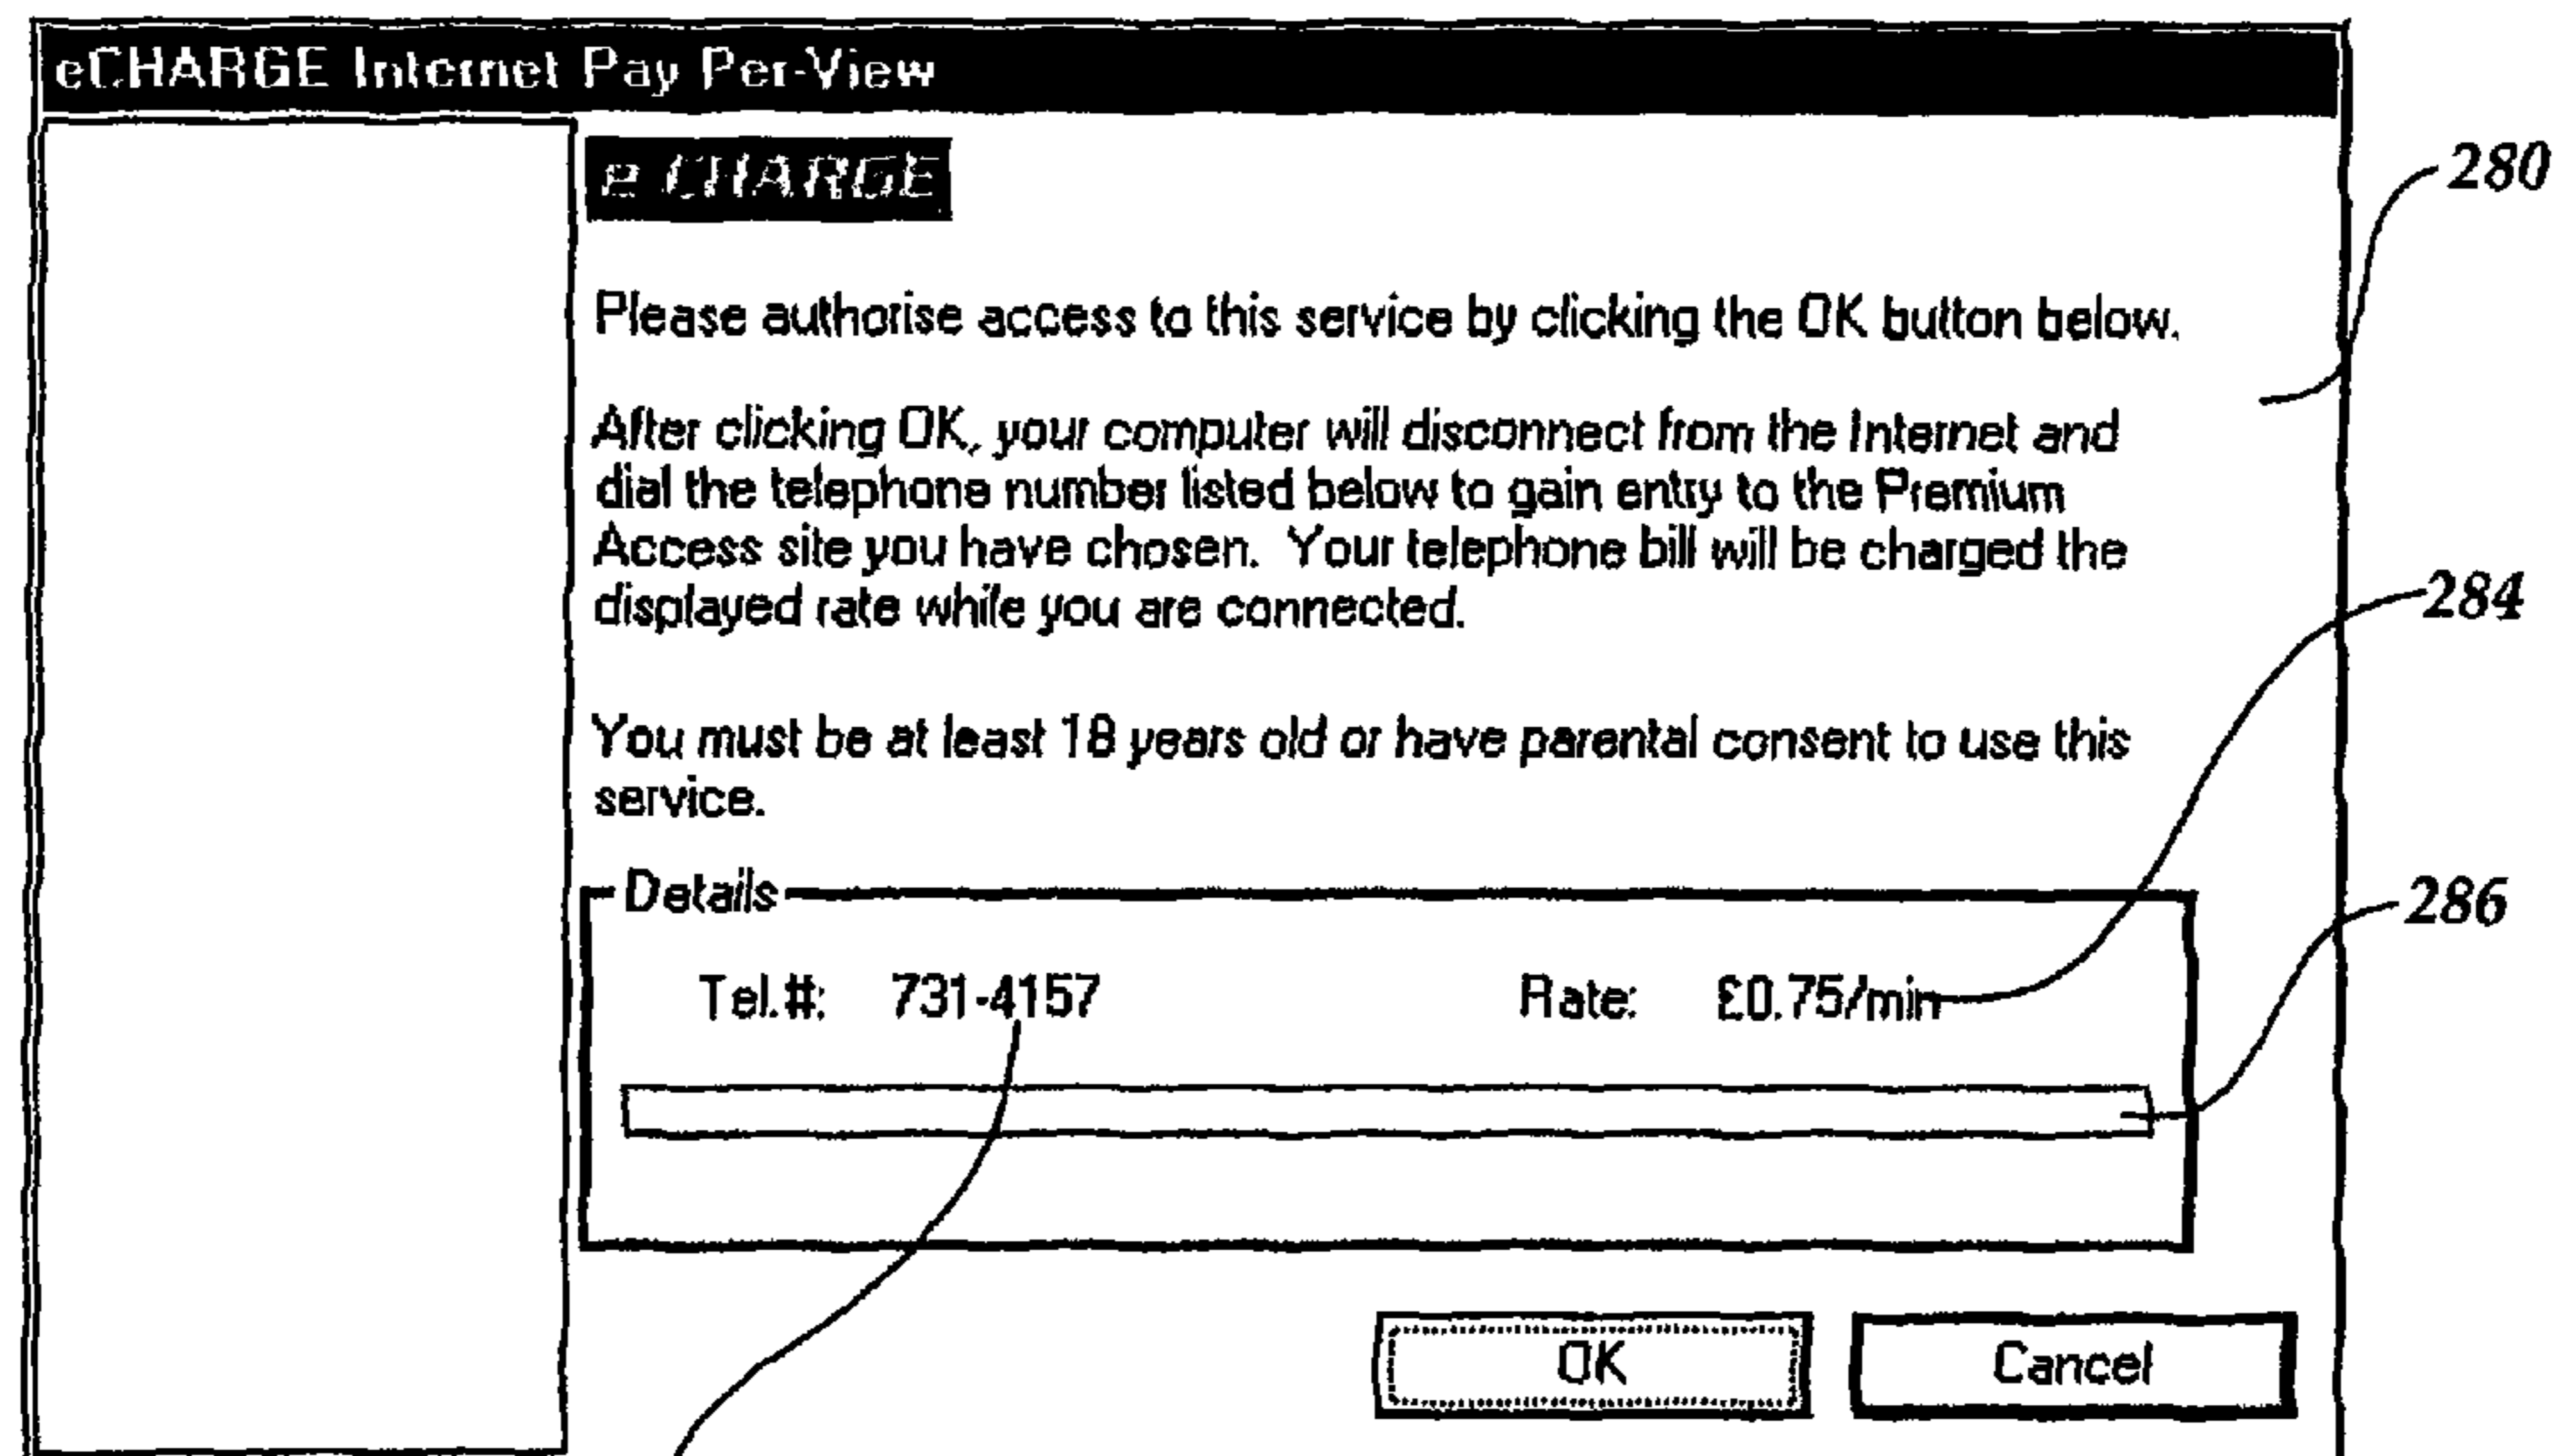 eCHARGE Internet Pay Per-View
e CHARGE
280
Please authorise access to this service by clicking the OK button below.
After clicking OK, your computer will disconnect from the Internet and
dial the telephone number listed below to gain entry to the Premium
Access site you have chosen. Your telephone bill will be charged the
displayed rate while you are connected.
284
You must be at least 18 years old or have parental consent to use this
service.
Details
286
Tel.#: 731-4157 Rate: £0.75/min
OK Cancel